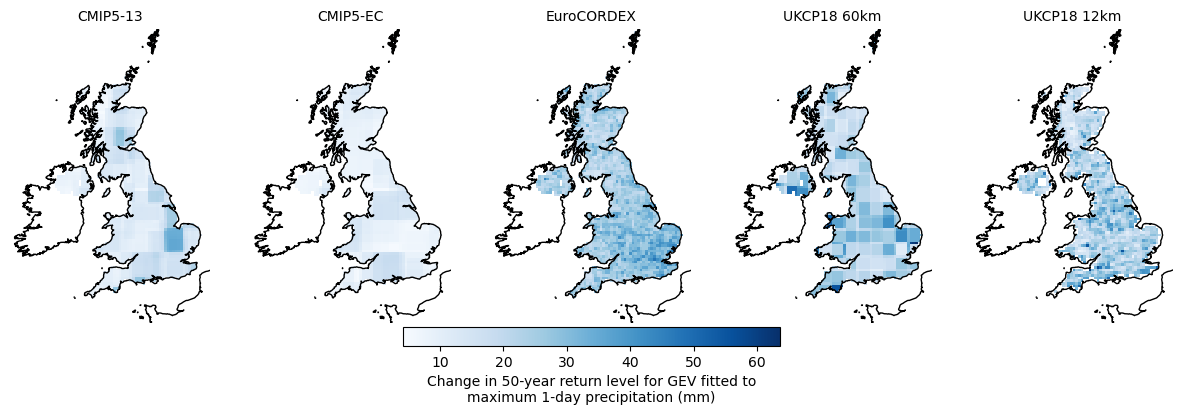 CMIP5-13
CMIP5-EC
EuroCORDEX
UKCP18 60km
UKCP18 12km
10 20 30 40 50 60
Change in 50-year return level for GEV fitted to
maximum 1-day precipitation (mm)